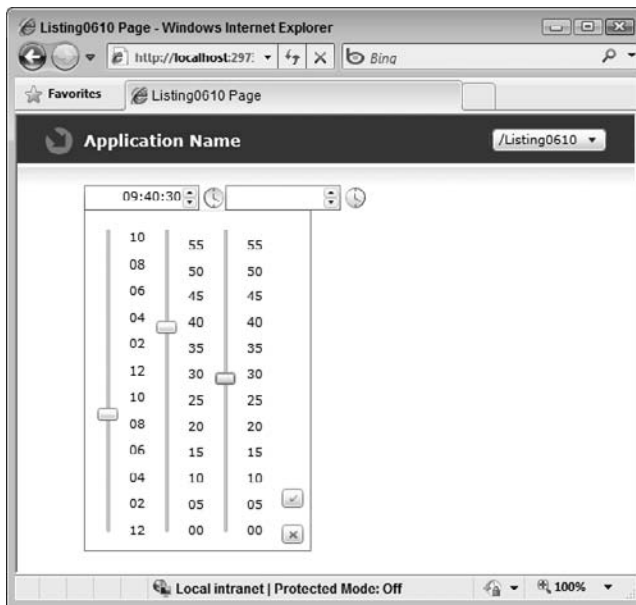 Listing0610 Page - Windows Internet Explorer
http://localhost:297: Bing
Favorites Listing0610 Page
Application Name /Listing0610
09:40:30
10 55 55
08 50 50
06 45 45
04 40 40
02 35 35
12 30 30
10 25 25
08 20 20
06 15 15
04 10 10
02 05 05
12 00 00
Local intranet | Protected Mode: Off 100%